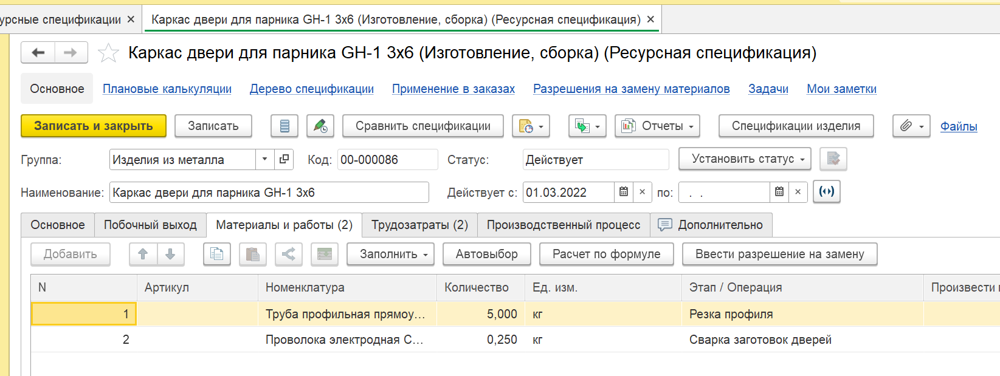 урсные спецификации × Каркас двери для парника GH-1 3х6 (Изготовление, сборка) (Ресурсная спецификация) ×
Каркас двери для парника GH-1 3х6 (Изготовление, сборка) (Ресурсная спецификация)
Основное Плановые калькуляции Дерево спецификации Применение в заказах Разрешения на замену материалов Задачи Мои заметки
Записать и закрыть Записать Сравнить спецификации Отчеты Спецификации изделия Файлы
Группа: Изделия из металла Код: 00-000086 Статус: Действует Установить статус
Наименование: Каркас двери для парника GH-1 3х6 Действует с: 01.03.2022 × по: . . ×
Основное Побочный выход Материалы и работы (2) Трудозатраты (2) Производственный процесс Дополнительно
Добавить Заполнить Автовыбор Расчет по формуле Ввести разрешение на замену
N Артикул Номенклатура Количество Ед. изм. Этап / Операция Произвести
1 Труба профильная прямоу... 5,000 кг Резка профиля
2 Проволока электродная С... 0,250 кг Сварка заготовок дверей